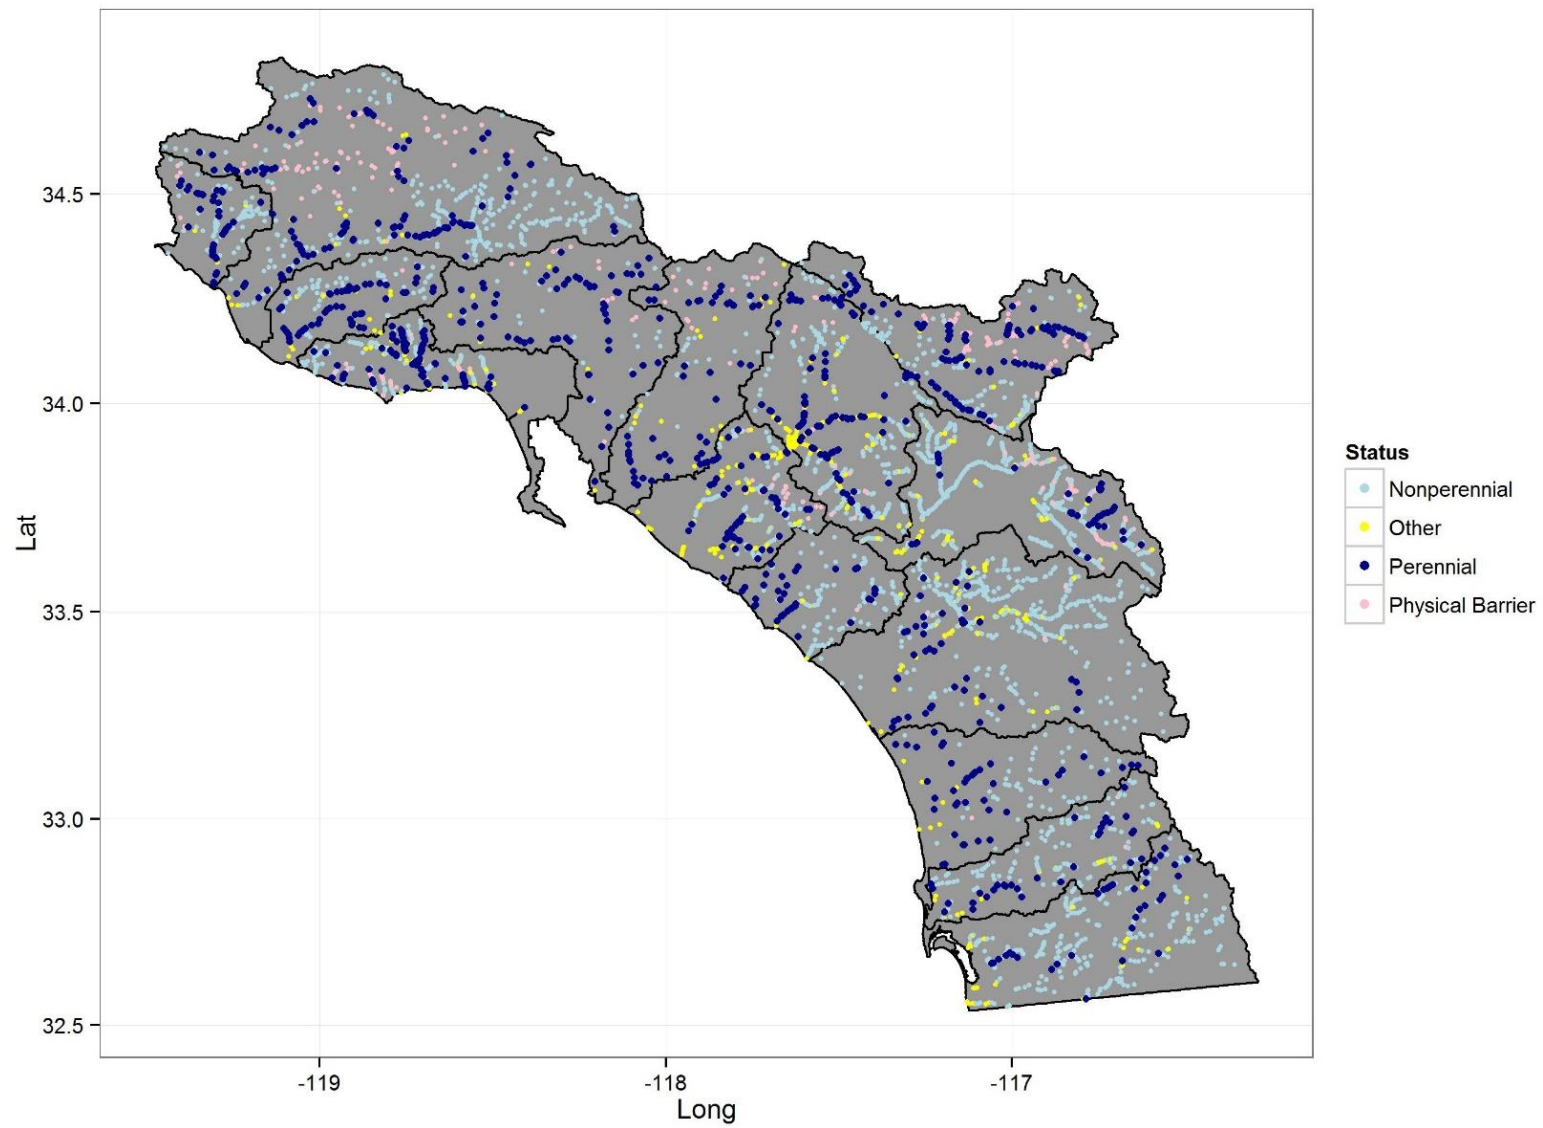 34.5
34.0
33.5
33.0
32.5
Lat
-119
-118
-117
Long
Status
Nonperennial
Other
Perennial
Physical Barrier